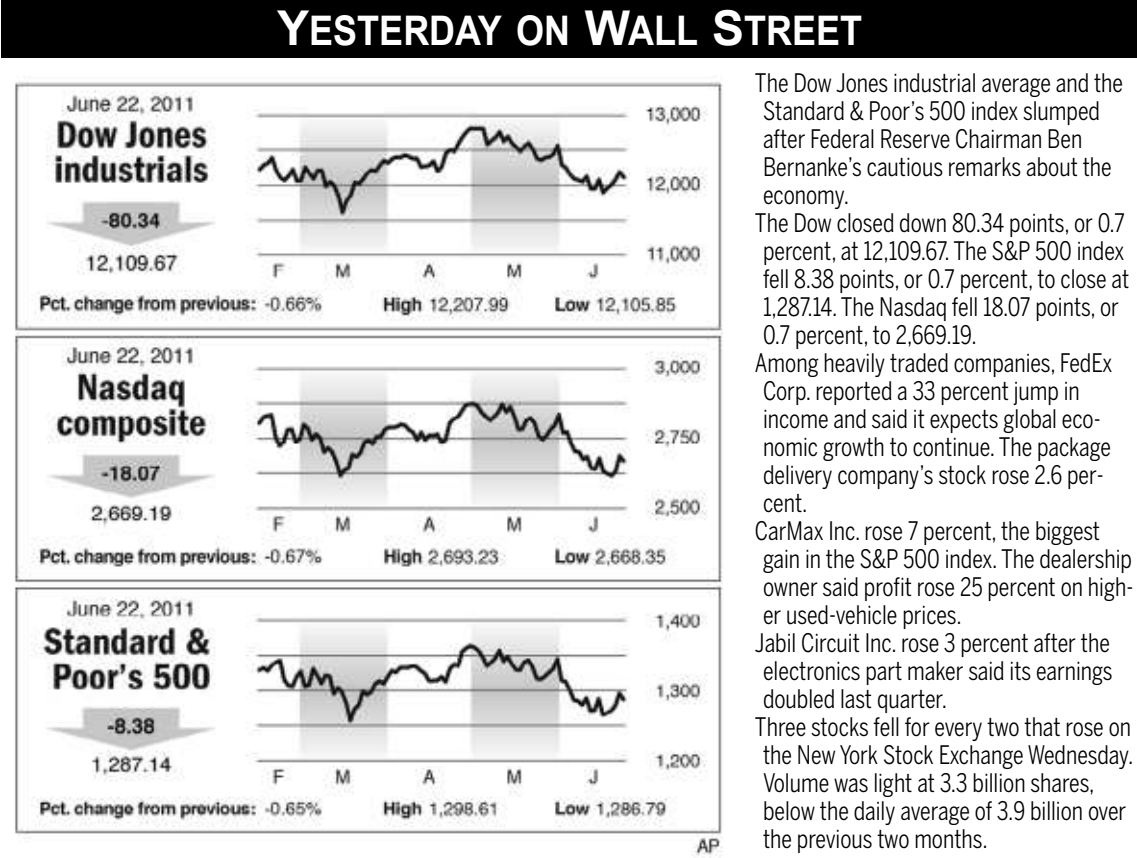 YESTERDAY ON WALL STREET
June 22, 2011
Dow Jones
industrials
-80.34
12,109.67
13,000
12,000
11,000
F M A M J
Pct. change from previous: -0.66% High 12,207.99 Low 12,105.85
June 22, 2011
Nasdaq
composite
-18.07
2,669.19
3,000
2,750
2,500
F M A M J
Pct. change from previous: -0.67% High 2,693.23 Low 2,668.35
June 22, 2011
Standard &
Poor's 500
-8.38
1,287.14
1,400
1,300
1,200
F M A M J
Pct. change from previous: -0.65% High 1,298.61 Low 1,286.79
AP
The Dow Jones industrial average and the
Standard & Poor's 500 index slumped
after Federal Reserve Chairman Ben
Bernanke's cautious remarks about the
economy.
The Dow closed down 80.34 points, or 0.7
percent, at 12,109.67. The S&P 500 index
fell 8.38 points, or 0.7 percent, to close at
1,287.14. The Nasdaq fell 18.07 points, or
0.7 percent, to 2,669.19.
Among heavily traded companies, FedEx
Corp. reported a 33 percent jump in
income and said it expects global eco-
nomic growth to continue. The package
delivery company's stock rose 2.6 per-
cent.
CarMax Inc. rose 7 percent, the biggest
gain in the S&P 500 index. The dealership
owner said profit rose 25 percent on high-
er used-vehicle prices.
Jabil Circuit Inc. rose 3 percent after the
electronics part maker said its earnings
doubled last quarter.
Three stocks fell for every two that rose on
the New York Stock Exchange Wednesday.
Volume was light at 3.3 billion shares,
below the daily average of 3.9 billion over
the previous two months.